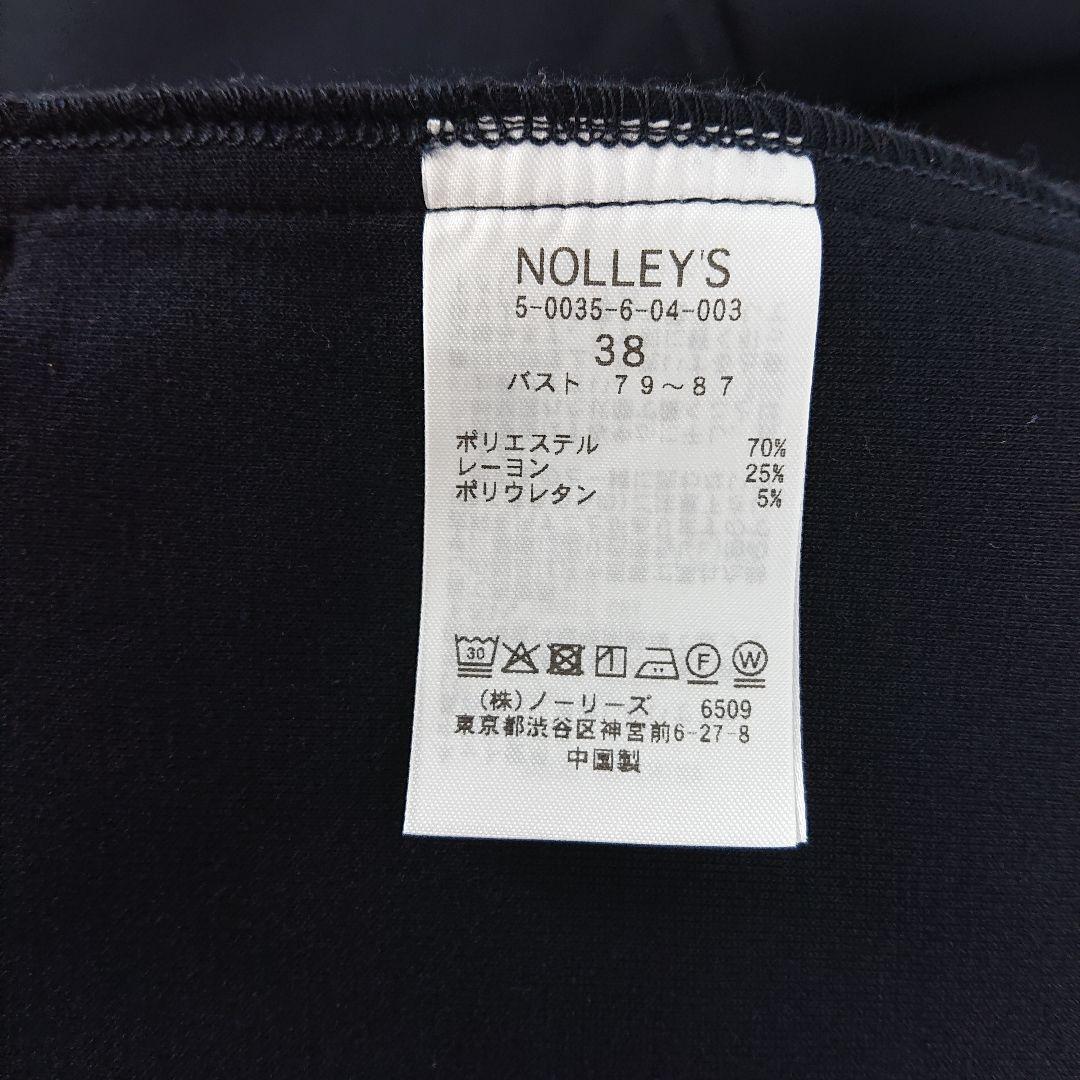 NOLLEY'S
5-0035-6-04-003
38
バスト 79～87
ポリエステル 70%
レーヨン 25%
ポリウレタン 5%
30 F W
(株)ノーリーズ 6509
東京都渋谷区神宮前6-27-8
中国製